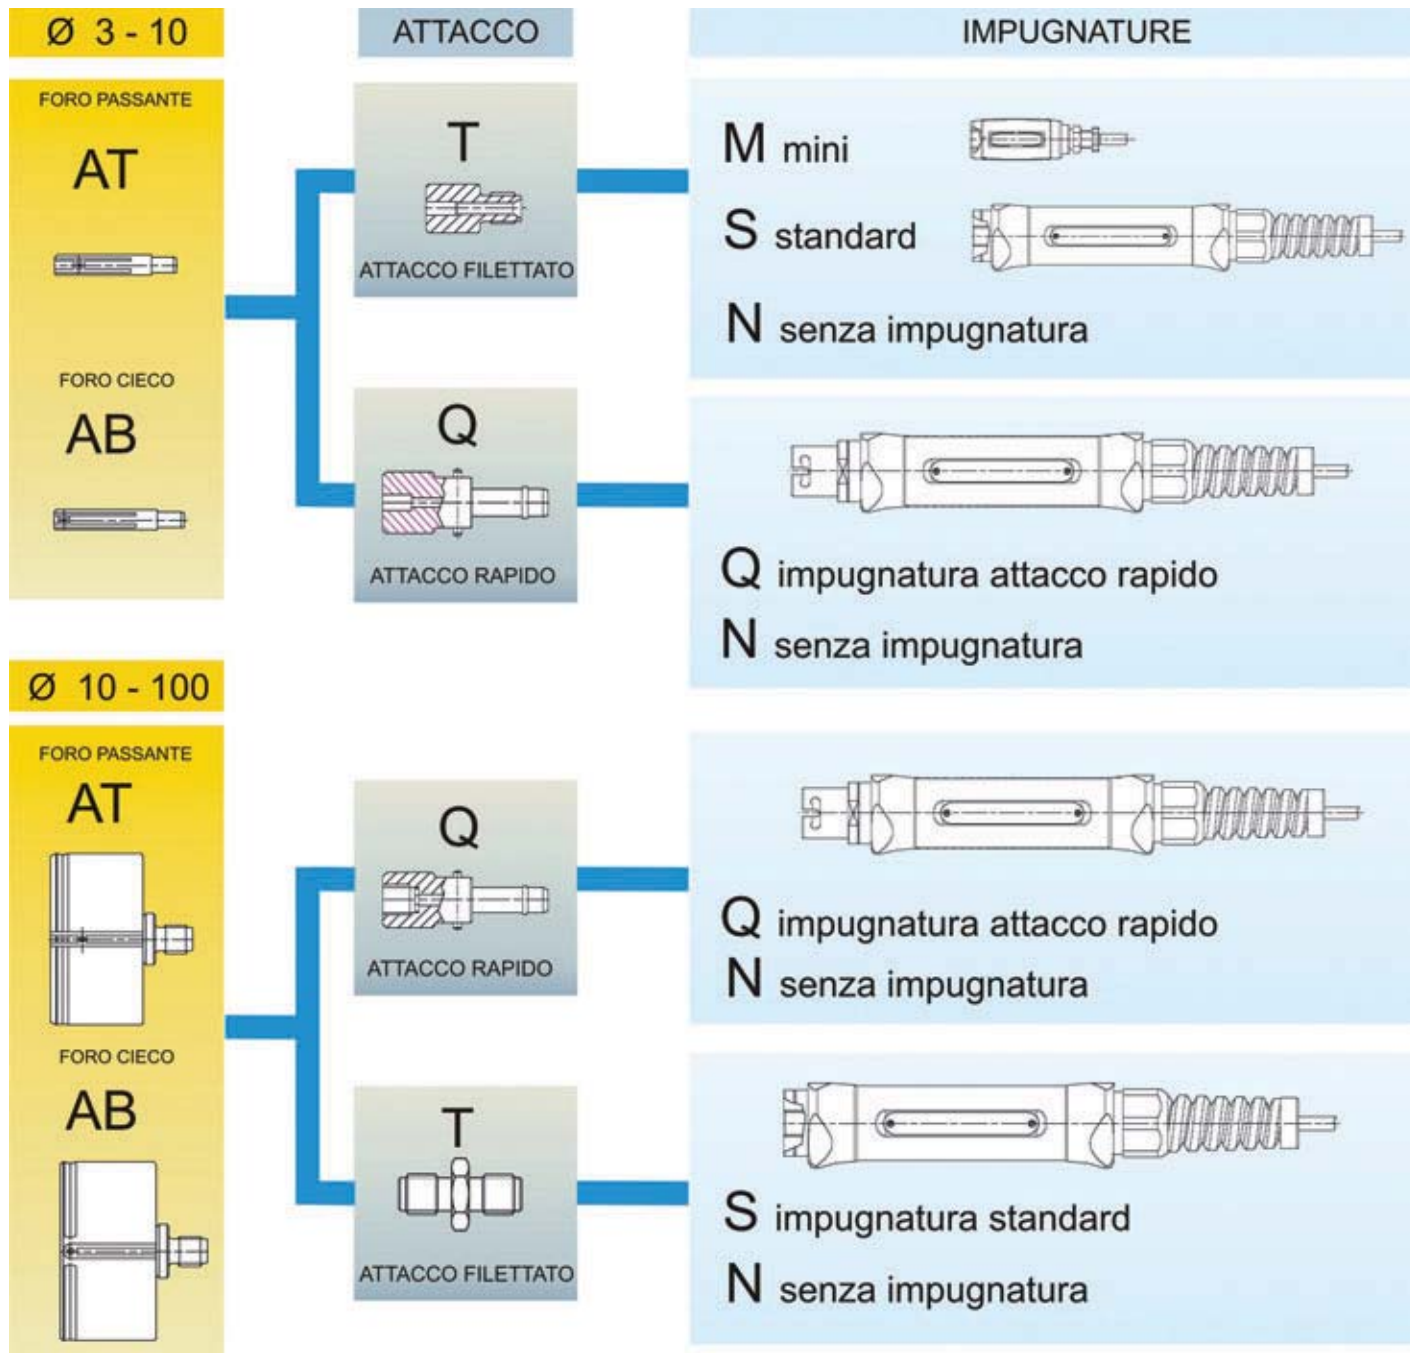 Ø 3 - 10
ATTACCO
IMPUGNATURE
FORO PASSANTE
AT
FORO CIECO
AB
T
ATTACCO FILETTATO
M mini
S standard
N senza impugnatura
Q
ATTACCO RAPIDO
Q impugnatura attacco rapido
N senza impugnatura
Ø 10 - 100
FORO PASSANTE
AT
FORO CIECO
AB
Q
ATTACCO RAPIDO
Q impugnatura attacco rapido
N senza impugnatura
T
ATTACCO FILETTATO
S impugnatura standard
N senza impugnatura